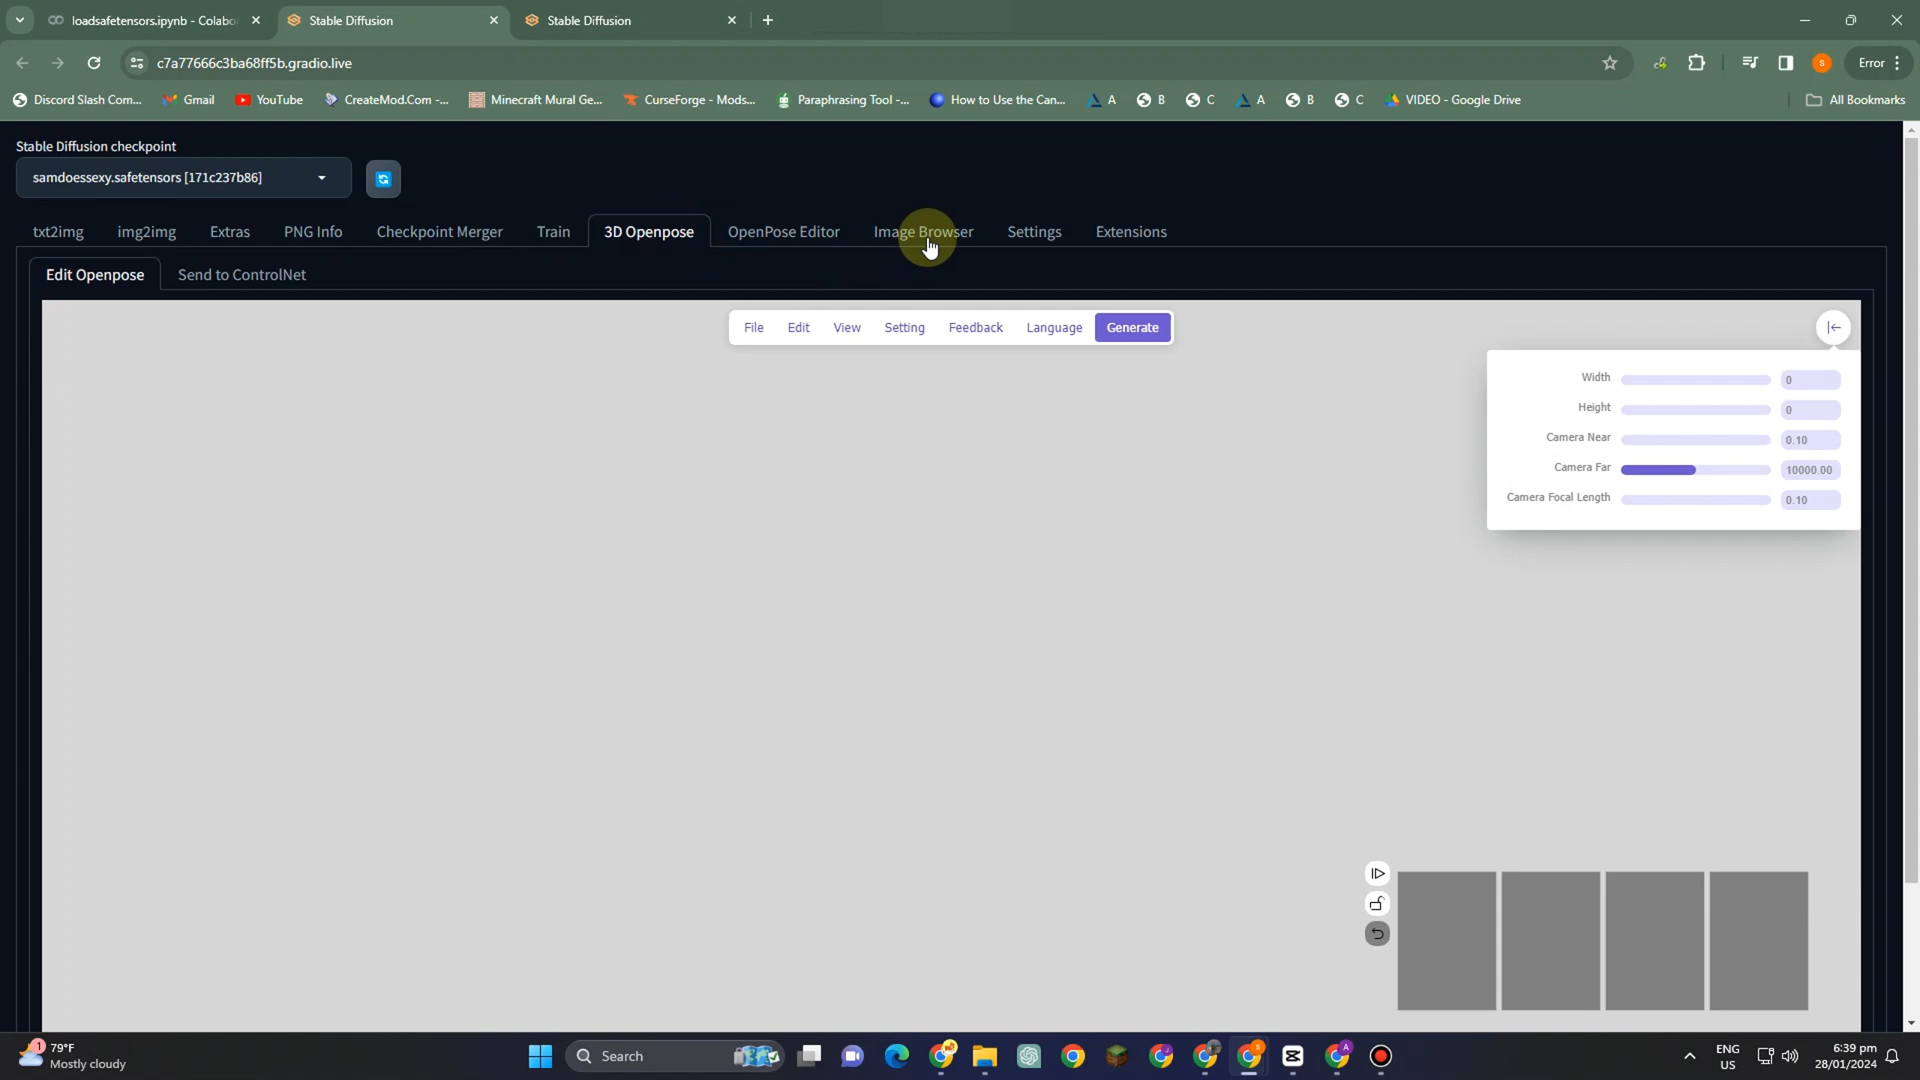 loadsafetensors.ipynb - Colabo
Stable Diffusion
Stable Diffusion
c7a77666c3ba68ff5b.gradio.live
S
Error
Discord Slash Com...
Gmail
YouTube
CreateMod.Com -...
Minecraft Mural Ge...
CurseForge - Mods...
Paraphrasing Tool -...
How to Use the Can...
A
B
C
A
B
C
VIDEO - Google Drive
All Bookmarks
Stable Diffusion checkpoint
samdoessexy.safetensors [171c237b86]
txt2img
img2img
Extras
PNG Info
Checkpoint Merger
Train
3D Openpose
OpenPose Editor
Image Browser
Settings
Extensions
Edit Openpose
Send to ControlNet
File
Edit
View
Setting
Feedback
Language
Generate
Width
0
Height
0
Camera Near
0.10
Camera Far
10000.00
Camera Focal Length
0.10
1
79°F
Mostly cloudy
Search
J
S
A
ENG
US
6:39 pm
28/01/2024